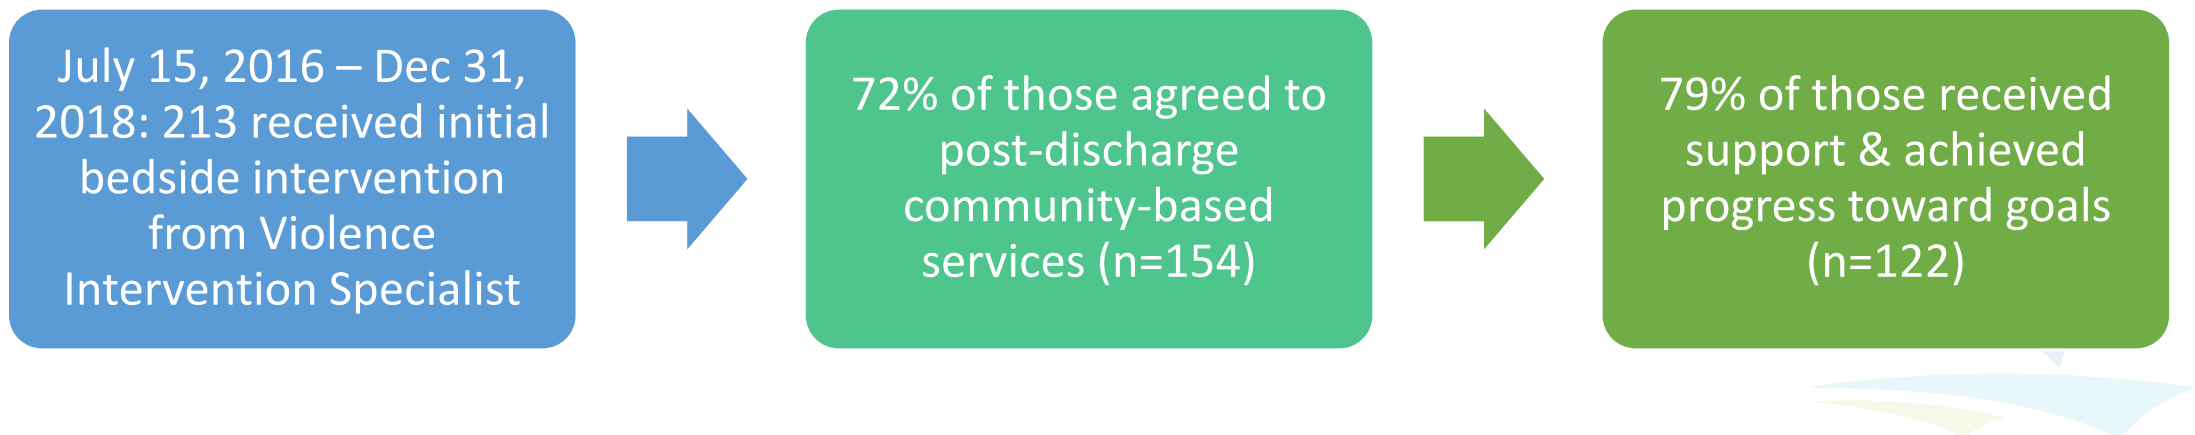 July 15, 2016 – Dec 31,
2018: 213 received initial
bedside intervention
from Violence
Intervention Specialist
72% of those agreed to
post-discharge
community-based
services (n=154)
79% of those received
support & achieved
progress toward goals
(n=122)